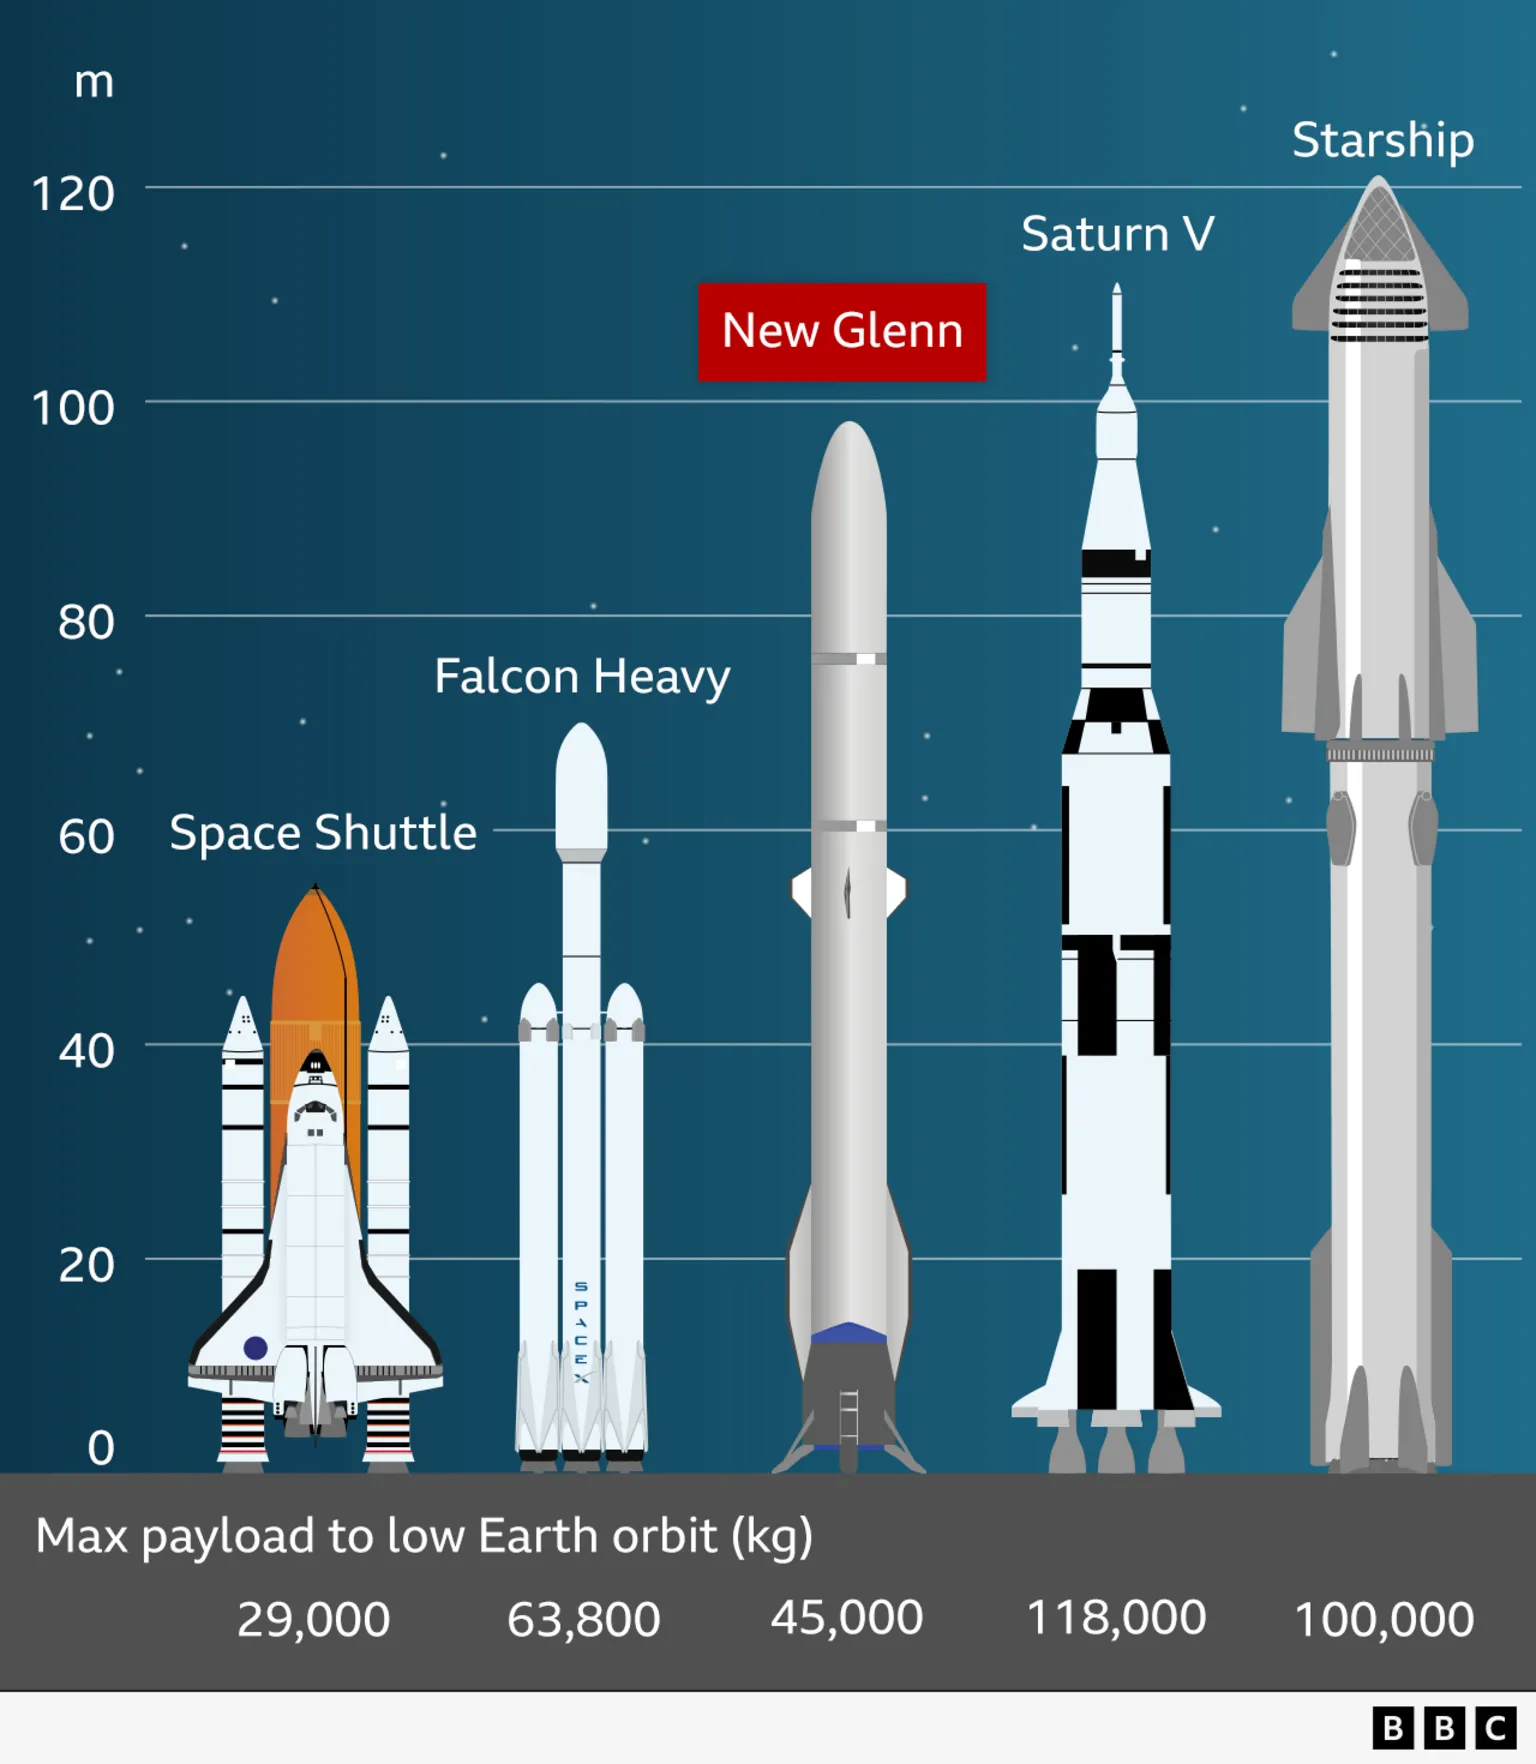 m
120
100
80
60
40
20
0
Starship
Saturn V
New Glenn
Falcon Heavy
Space Shuttle
S
P
A
C
E
X
Max payload to low Earth orbit (kg)
29,000 63,800 45,000 118,000 100,000
BBC